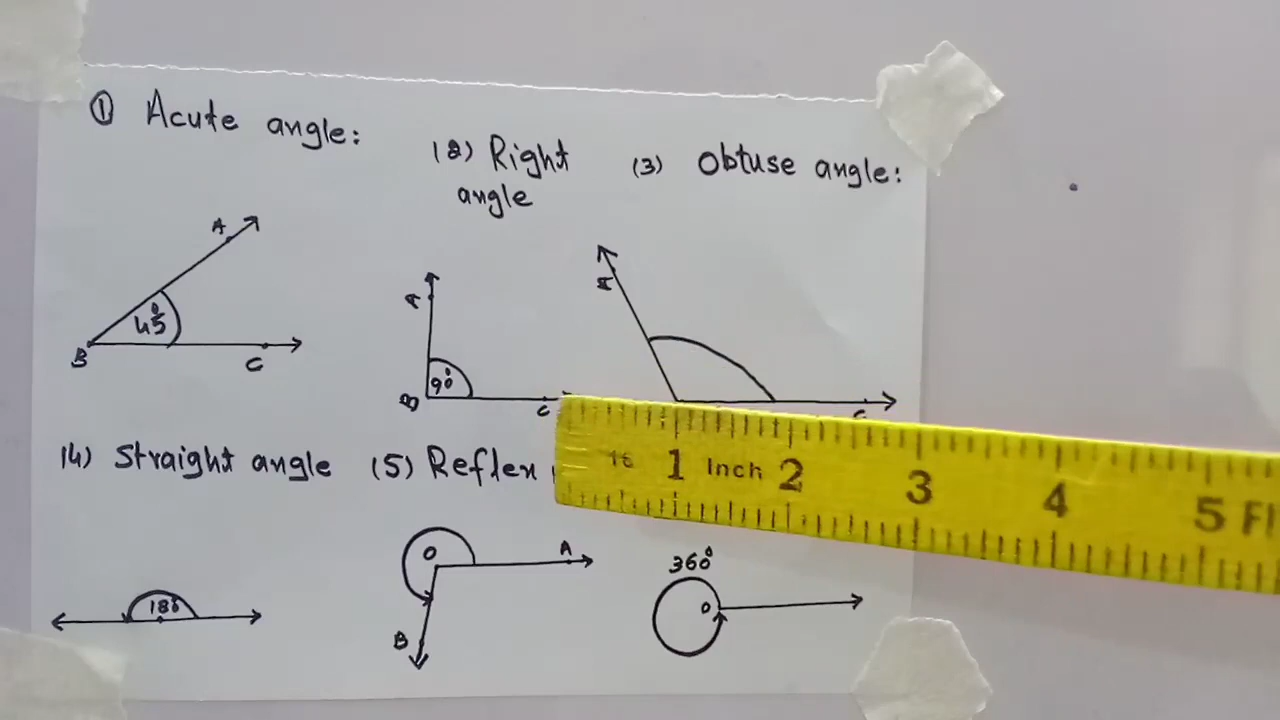 ① Acute angle:
(2) Right
angle
(3) Obtuse angle:
A
45°
B
C
A
90°
B
C
A
C
(4) Straight angle
(5) Reflex
16 1 Inch 2 3 4 5
180°
O
A
B
360°
O